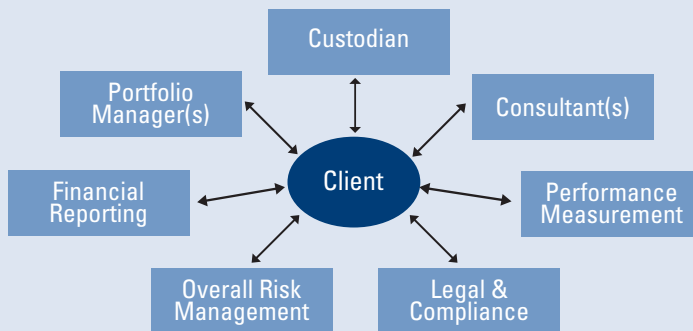 Custodian
Portfolio
Manager(s)
Consultant(s)
Client
Financial
Reporting
Performance
Measurement
Overall Risk
Management
Legal &
Compliance